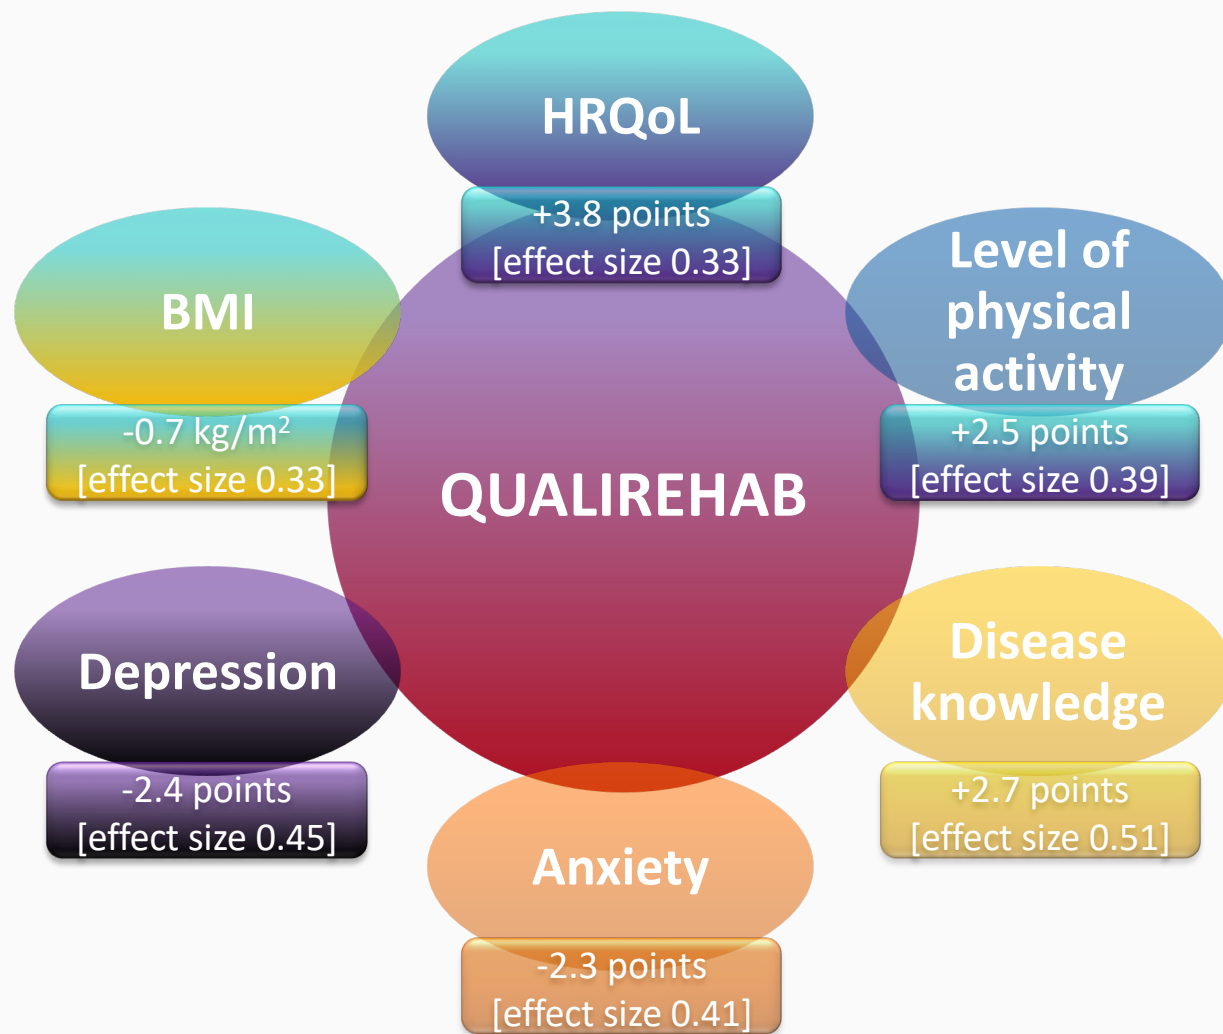 HRQoL
+3.8 points
[effect size 0.33]
Level of
physical
activity
+2.5 points
[effect size 0.39]
BMI
-0.7 kg/m²
[effect size 0.33]
QUALIREHAB
Disease
knowledge
+2.7 points
[effect size 0.51]
Depression
-2.4 points
[effect size 0.45]
Anxiety
-2.3 points
[effect size 0.41]